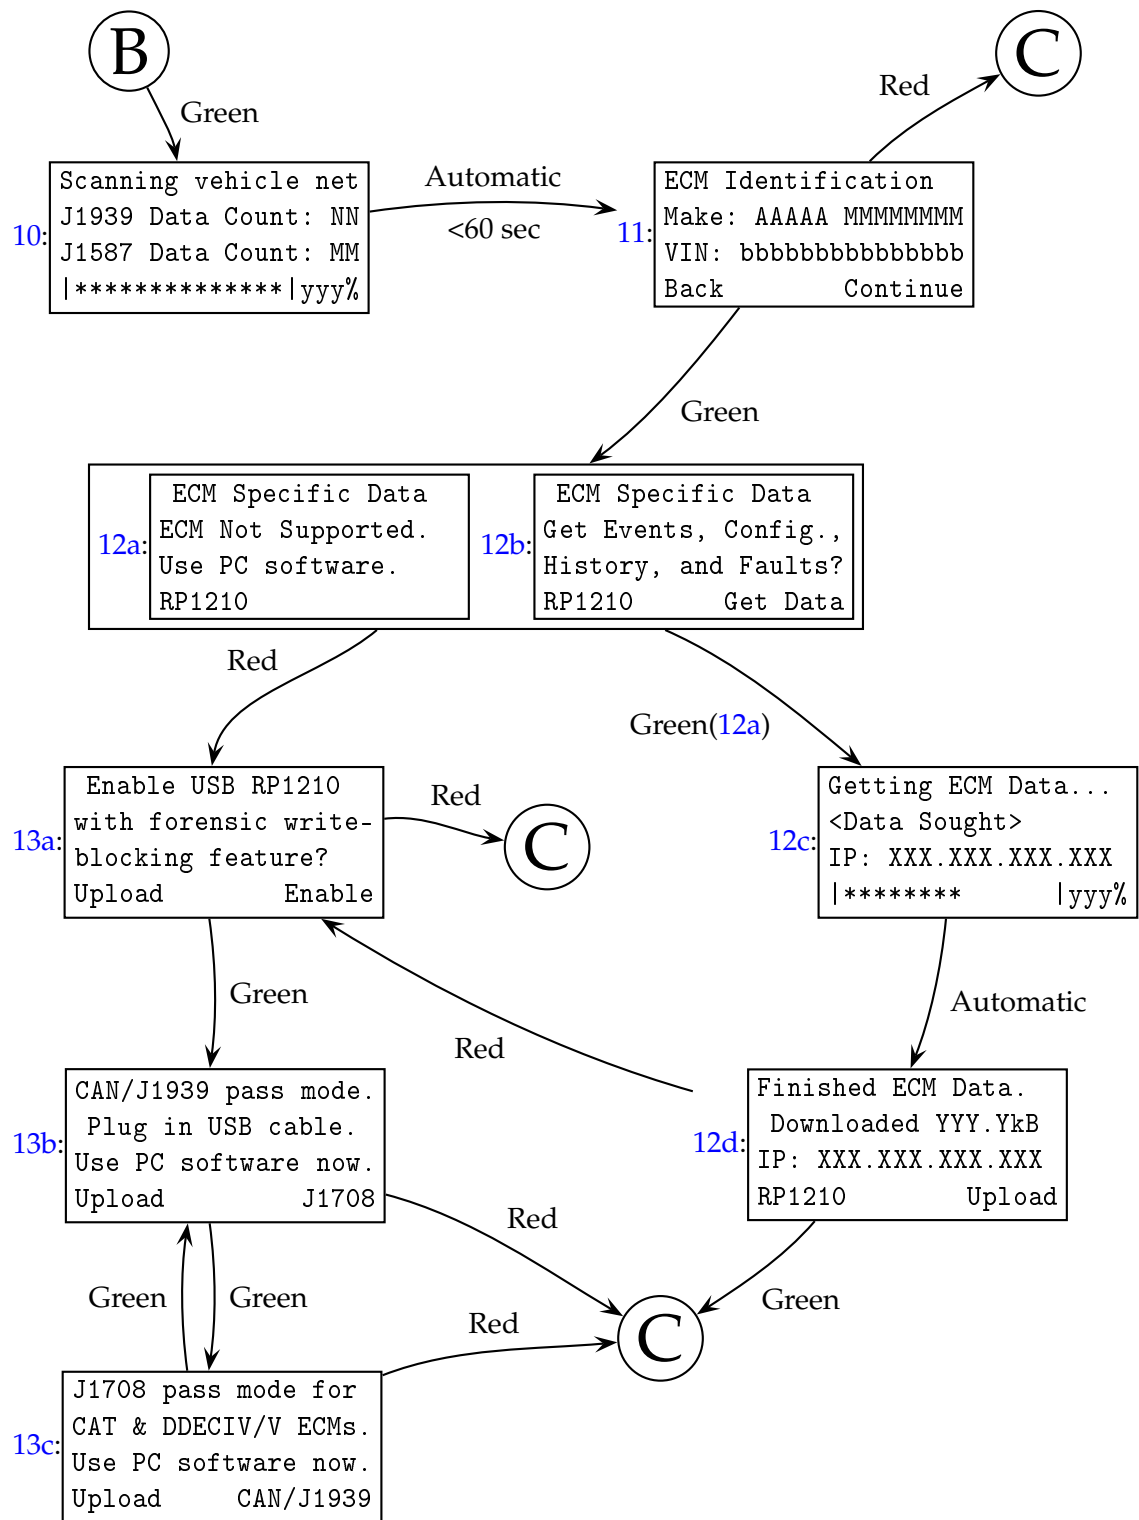 B
C
Green
Red
Scanning vehicle net
J1939 Data Count: NN
J1587 Data Count: MM
|**************|yyy%
10:
Automatic
<60 sec
ECM Identification
Make: AAAAA MMMMMMMM
VIN: bbbbbbbbbbbbbbb
Back Continue
11:
Green
12a:
ECM Specific Data
ECM Not Supported.
Use PC software.
RP1210
12b:
ECM Specific Data
Get Events, Config.,
History, and Faults?
RP1210 Get Data
Red
Green(12a)
13a:
Enable USB RP1210
with forensic write-
blocking feature?
Upload Enable
Red
C
12c:
Getting ECM Data...
<Data Sought>
IP: XXX.XXX.XXX.XXX
|******** |yyy%
Green
Red
Automatic
13b:
CAN/J1939 pass mode.
Plug in USB cable.
Use PC software now.
Upload J1708
12d:
Finished ECM Data.
Downloaded YYY.YkB
IP: XXX.XXX.XXX.XXX
RP1210 Upload
Red
Green
Green
Green
Red
C
13c:
J1708 pass mode for
CAT & DDECIV/V ECMs.
Use PC software now.
Upload CAN/J1939